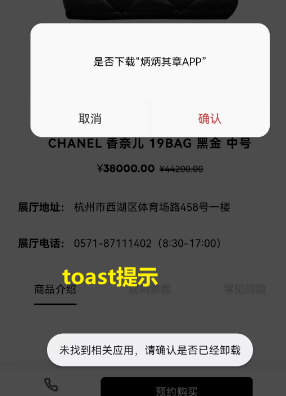 是否下载“炳炳其章APP”
取消
确认
CHANEL 香奈儿 19BAG 黑金 中号
¥38000.00 ¥44200.00
展厅地址： 杭州市西湖区体育场路458号一楼
展厅电话： 0571-87111402（8:30-17:00）
toast提示
商品介绍
常见问题
未找到相关应用，请确认是否已经卸载
预约购买